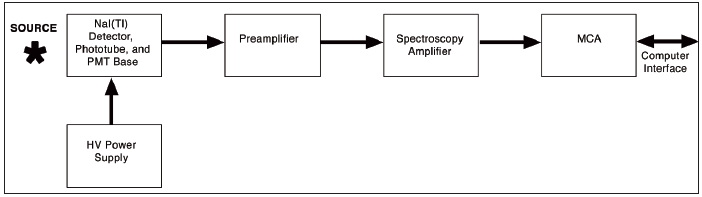 SOURCE
NaI(Tl)
Detector,
Phototube, and
PMT Base
Preamplifier
Spectroscopy
Amplifier
MCA
Computer
Interface
HV Power
Supply